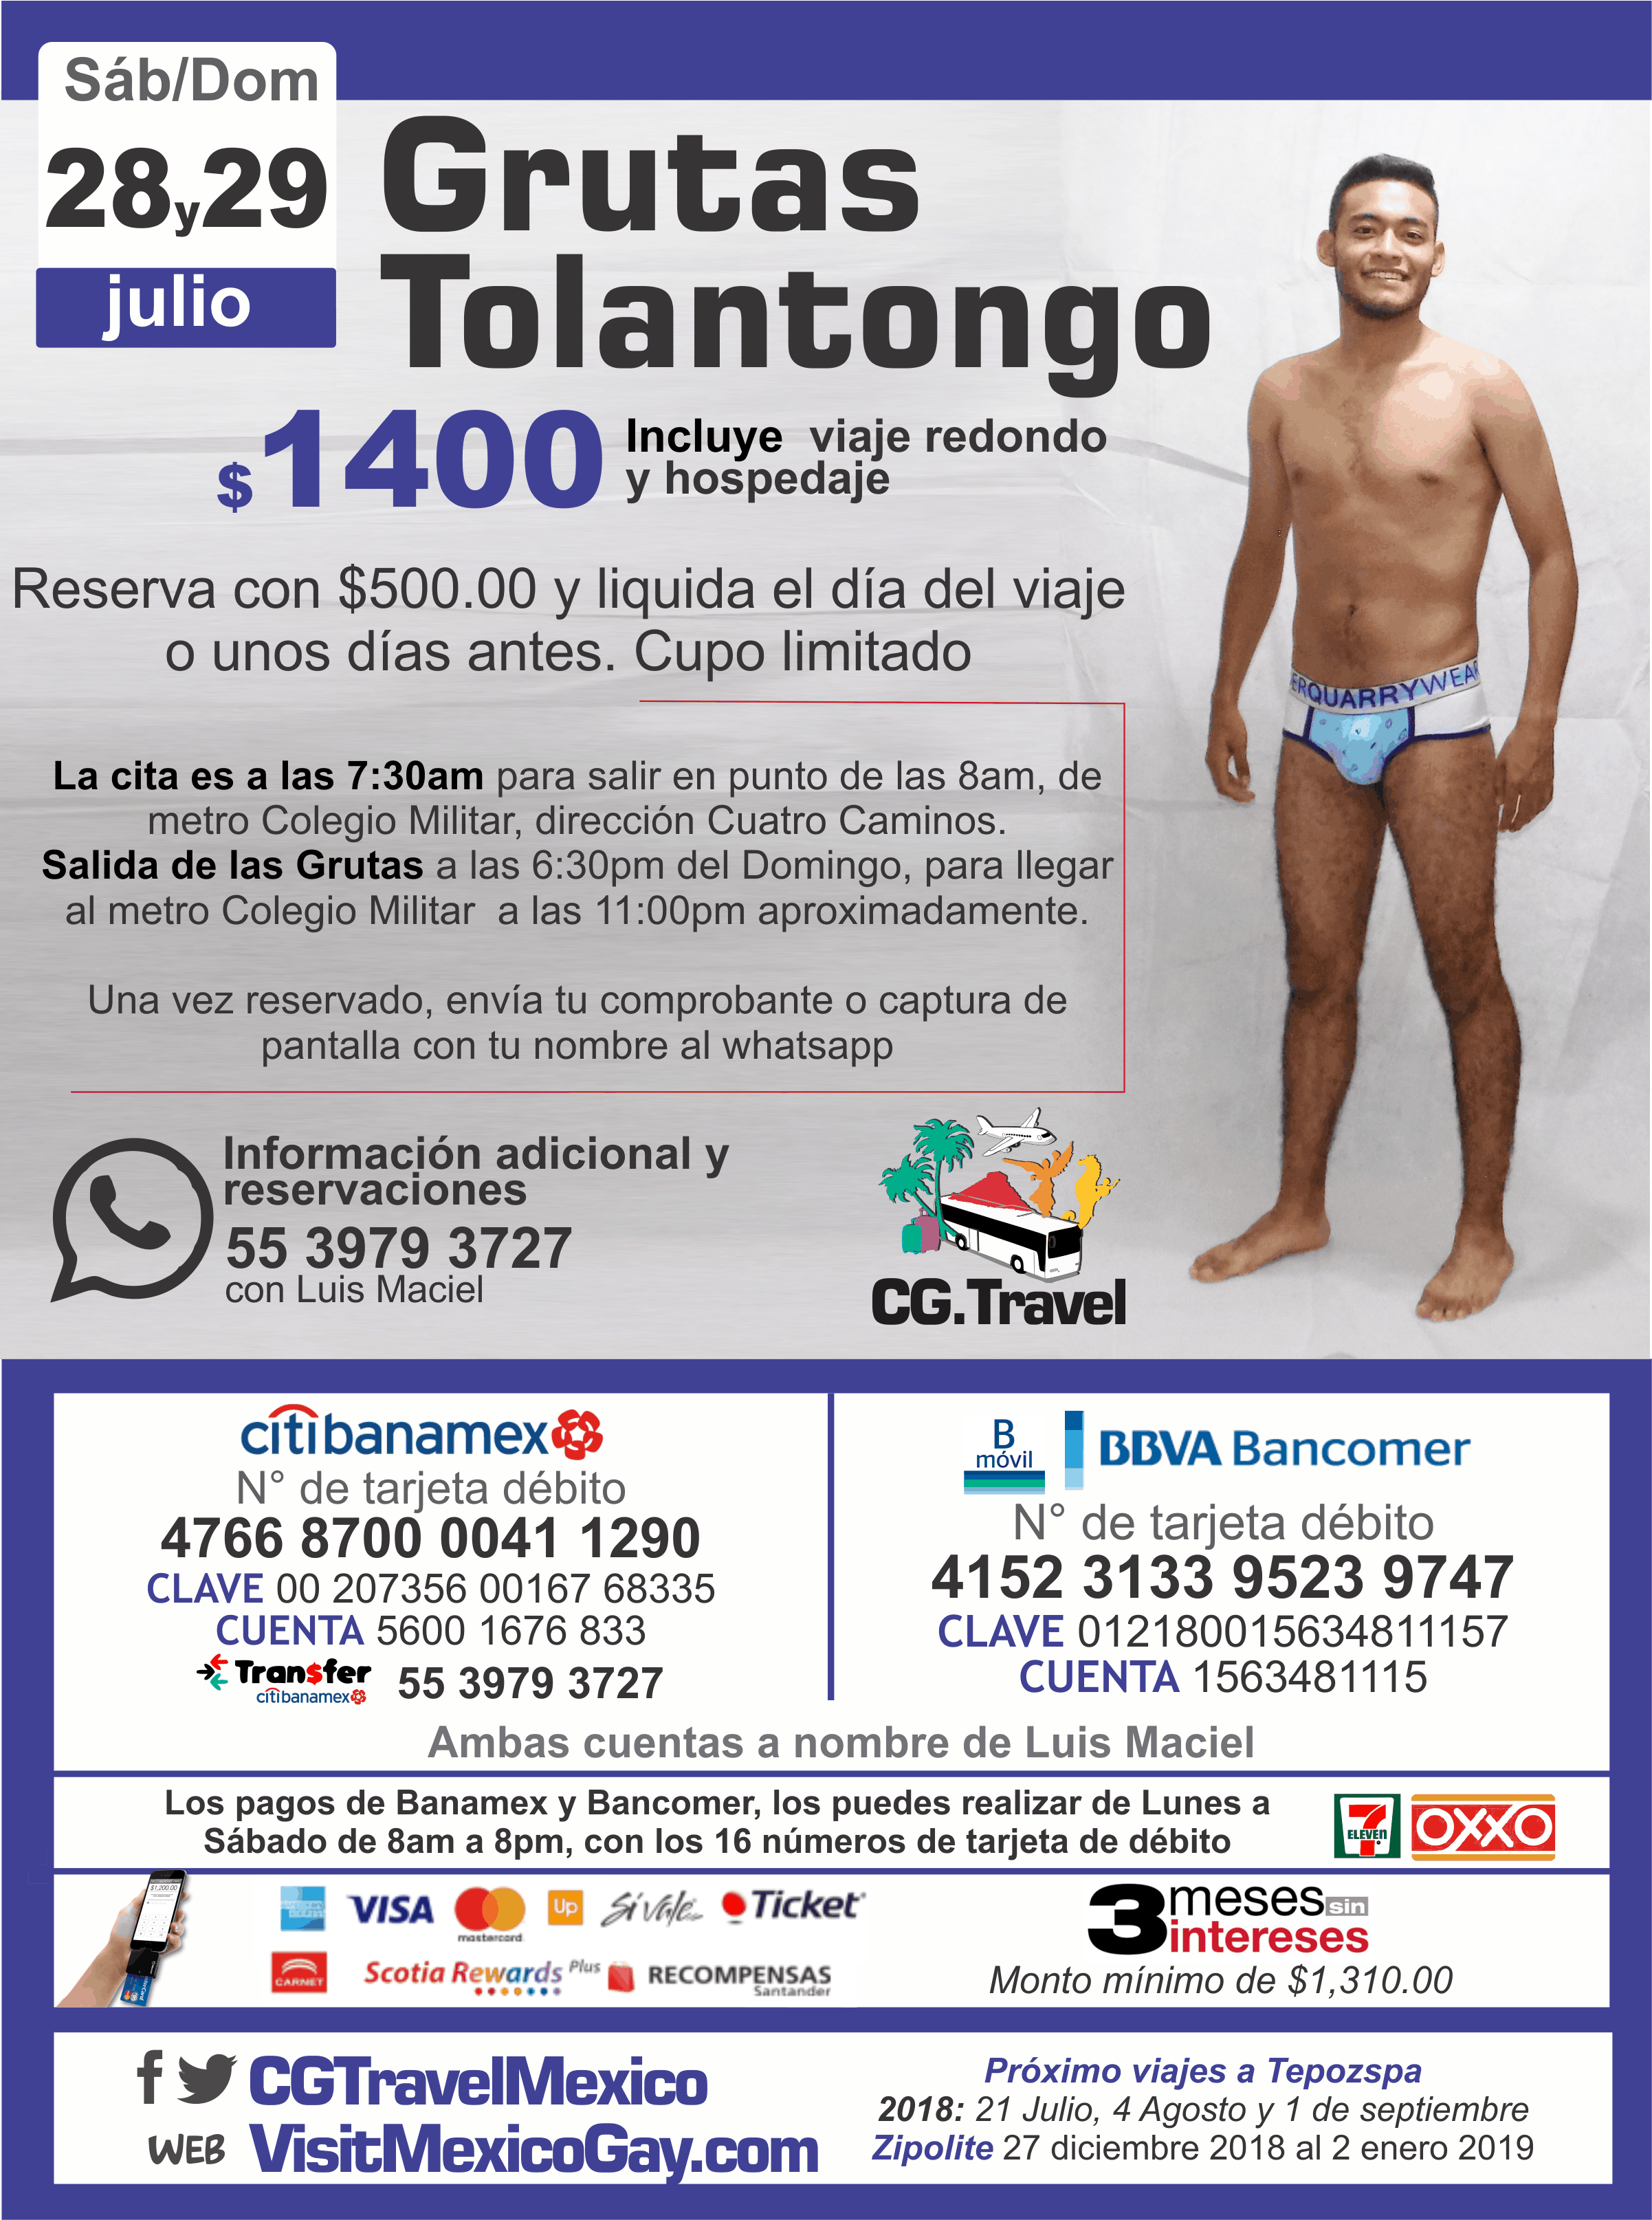 Sáb/Dom
28y29
julio
Grutas
Tolantongo
$1400
Incluye viaje redondo
y hospedaje
Reserva con $500.00 y liquida el día del viaje
o unos días antes. Cupo limitado
ERQUARRYWEAR
La cita es a las 7:30am para salir en punto de las 8am, de
metro Colegio Militar, dirección Cuatro Caminos.
Salida de las Grutas a las 6:30pm del Domingo, para llegar
al metro Colegio Militar a las 11:00pm aproximadamente.
Una vez reservado, envía tu comprobante o captura de
pantalla con tu nombre al whatsapp
Información adicional y
reservaciones
55 3979 3727
con Luis Maciel
CG.Travel
citibanamex
N° de tarjeta débito
4766 8700 0041 1290
CLAVE 00 207356 00167 68335
CUENTA 5600 1676 833
Transfer
citibanamex
55 3979 3727
B
móvil
BBVA Bancomer
N° de tarjeta débito
4152 3133 9523 9747
CLAVE 012180015634811157
CUENTA 1563481115
Ambas cuentas a nombre de Luis Maciel
Los pagos de Banamex y Bancomer, los puedes realizar de Lunes a
Sábado de 8am a 8pm, con los 16 números de tarjeta de débito
7 ELEVEn
OXXO
$1,200.00
VISA
mastercard
Up
Sí Vale
Ticket
CARNET
Scotia Rewards Plus
RECOMPENSAS
Santander
3 meses sin
intereses
Monto mínimo de $1,310.00
CGTravelMexico
WEB VisitMexicoGay.com
Próximo viajes a Tepozspa
2018: 21 Julio, 4 Agosto y 1 de septiembre
Zipolite 27 diciembre 2018 al 2 enero 2019